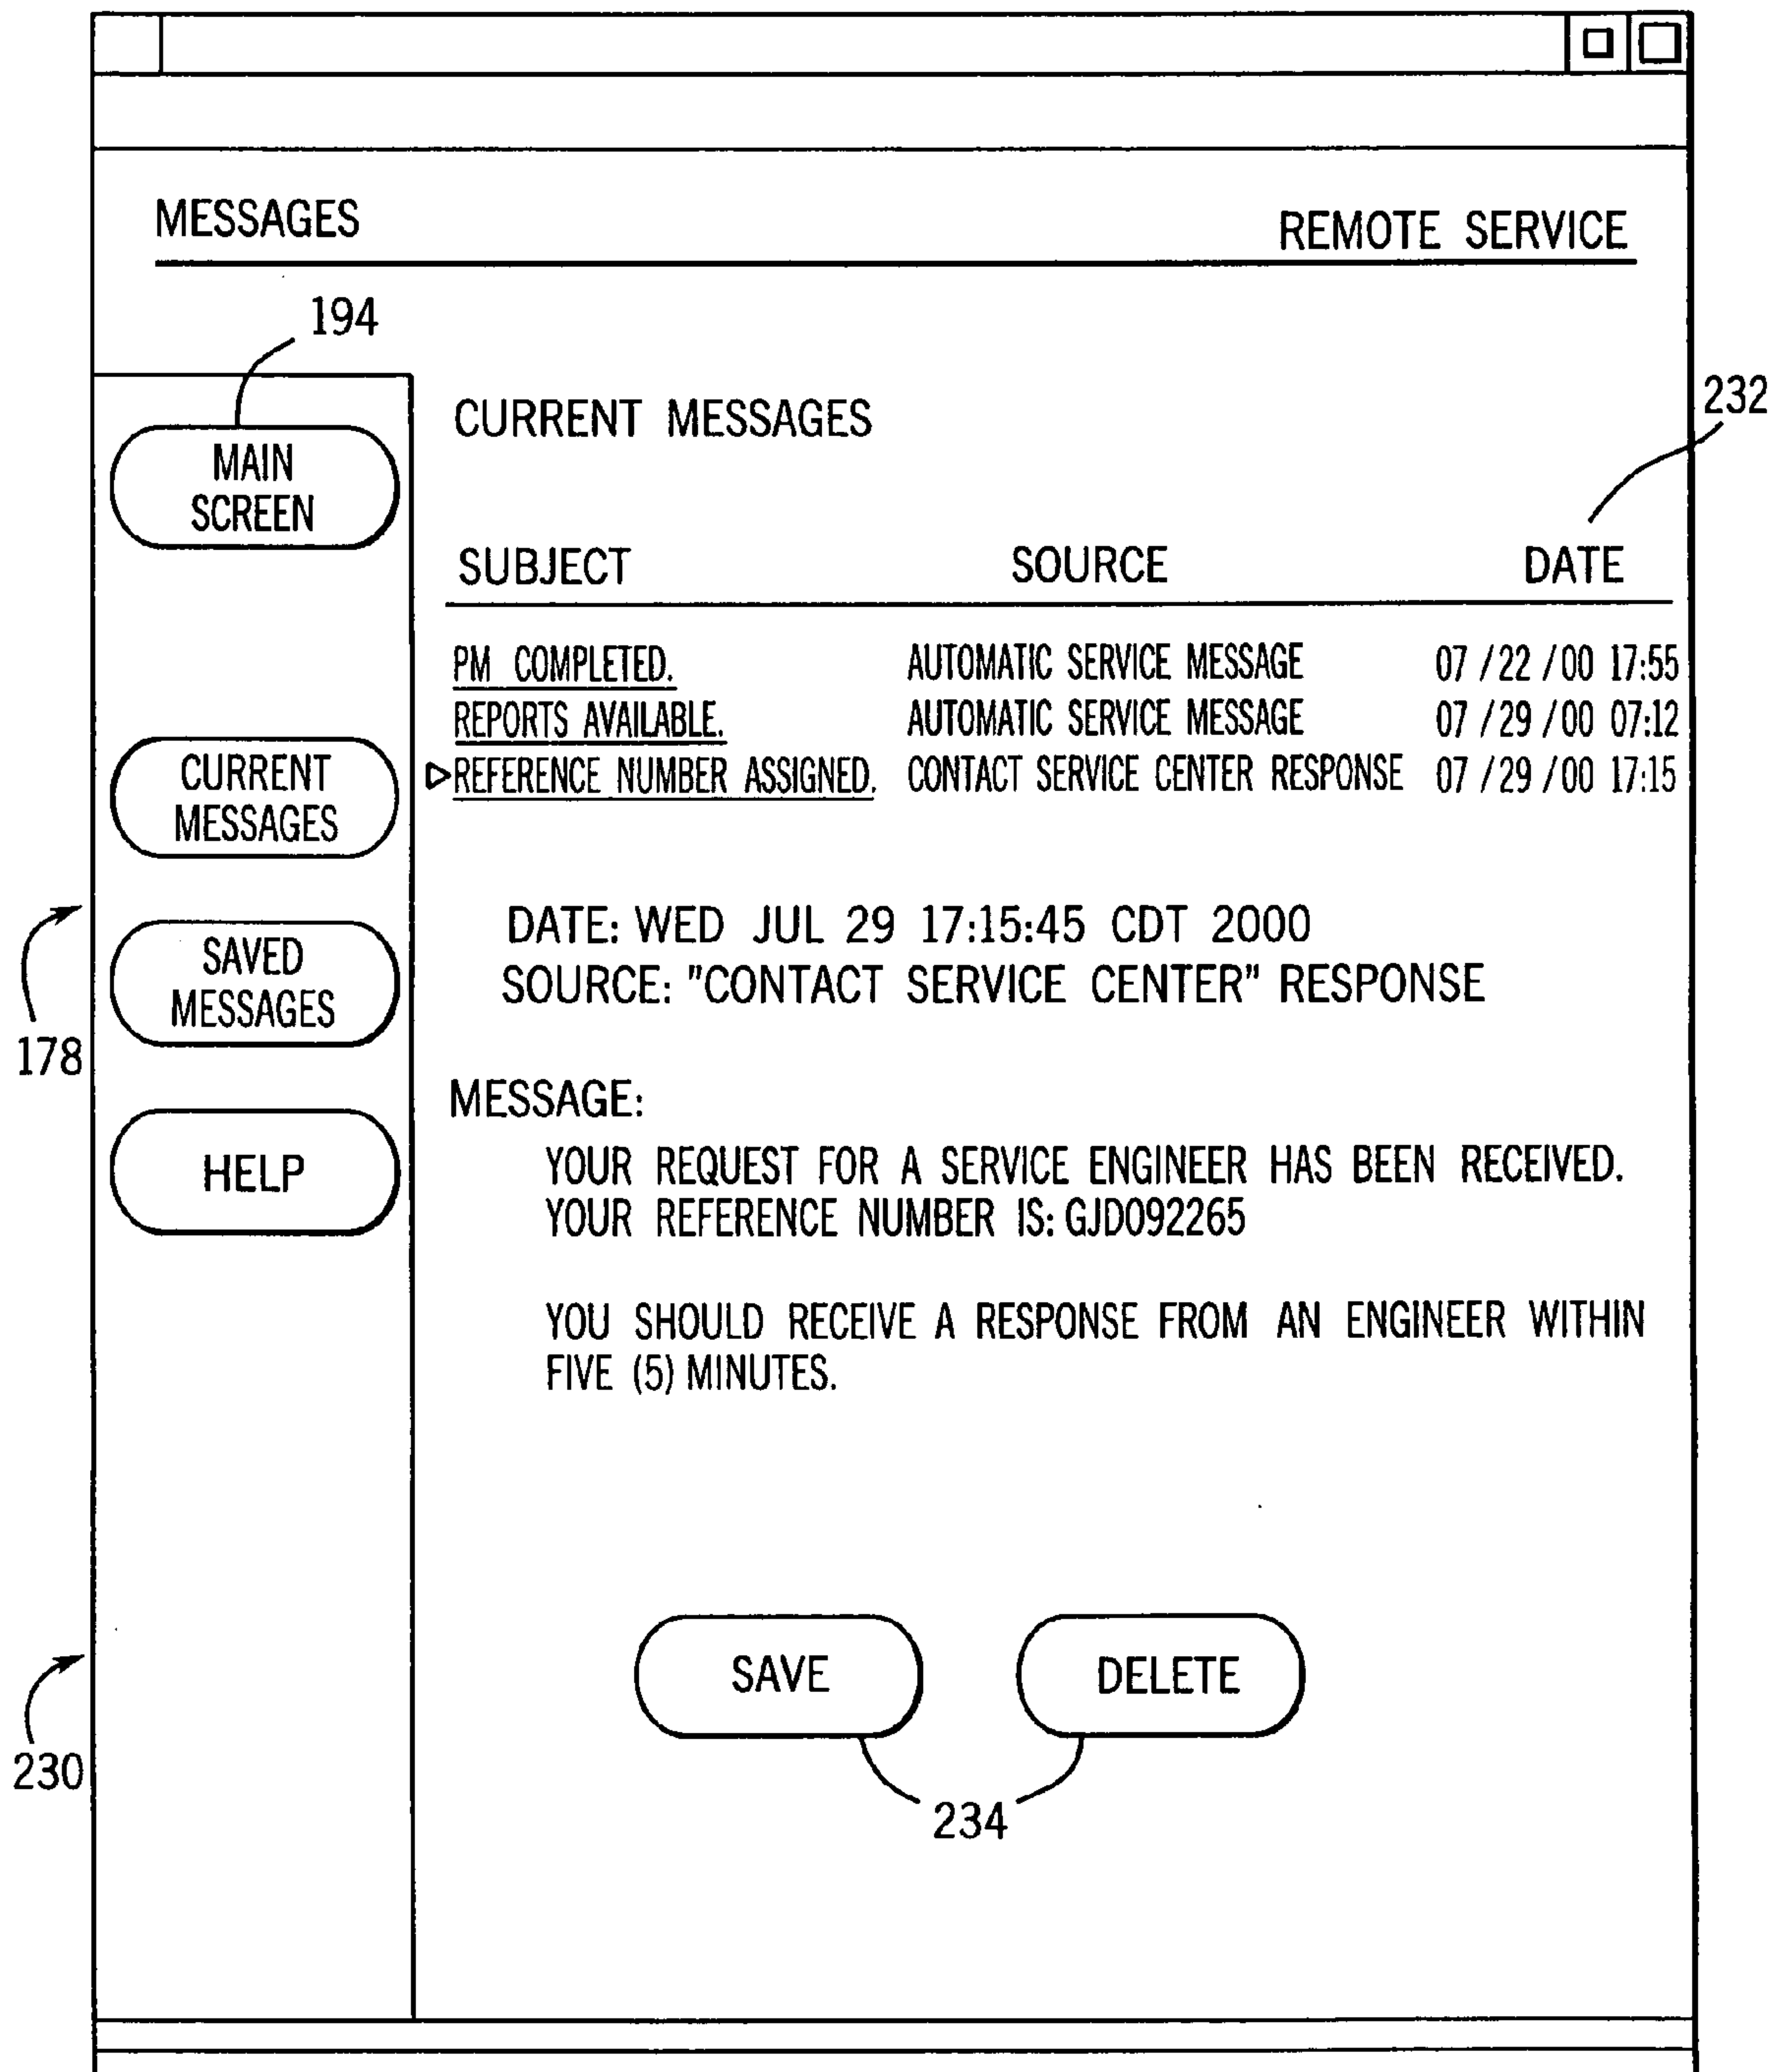 MESSAGES
REMOTE SERVICE
194
232
MAIN
SCREEN
CURRENT MESSAGES
SUBJECT SOURCE DATE
PM COMPLETED. AUTOMATIC SERVICE MESSAGE 07/22/00 17:55
REPORTS AVAILABLE. AUTOMATIC SERVICE MESSAGE 07/29/00 07:12
REFERENCE NUMBER ASSIGNED. CONTACT SERVICE CENTER RESPONSE 07/29/00 17:15
CURRENT
MESSAGES
SAVED
MESSAGES
178
HELP
DATE: WED JUL 29 17:15:45 CDT 2000
SOURCE: "CONTACT SERVICE CENTER" RESPONSE
MESSAGE:
YOUR REQUEST FOR A SERVICE ENGINEER HAS BEEN RECEIVED.
YOUR REFERENCE NUMBER IS: GJD092265
YOU SHOULD RECEIVE A RESPONSE FROM AN ENGINEER WITHIN
FIVE (5) MINUTES.
SAVE
DELETE
230
234